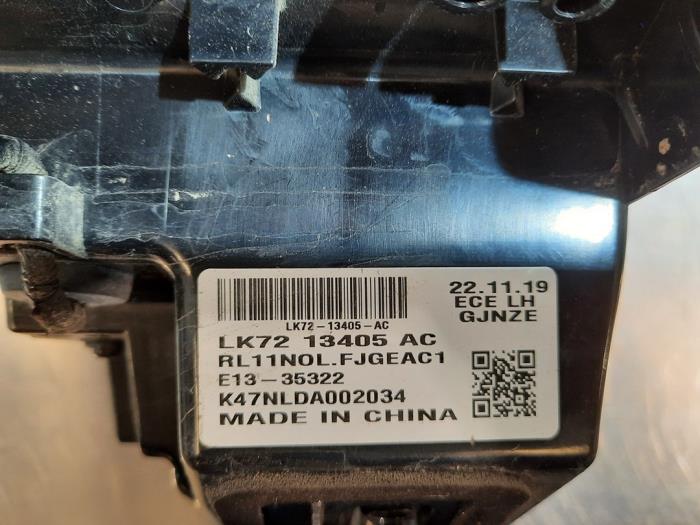 22.11.19
ECE LH
GJNZE
LK72-13405-AC
LK72 13405 AC
RL11NOL.FJGEAC1
E13-35322
K47NLDA002034
MADE IN CHINA